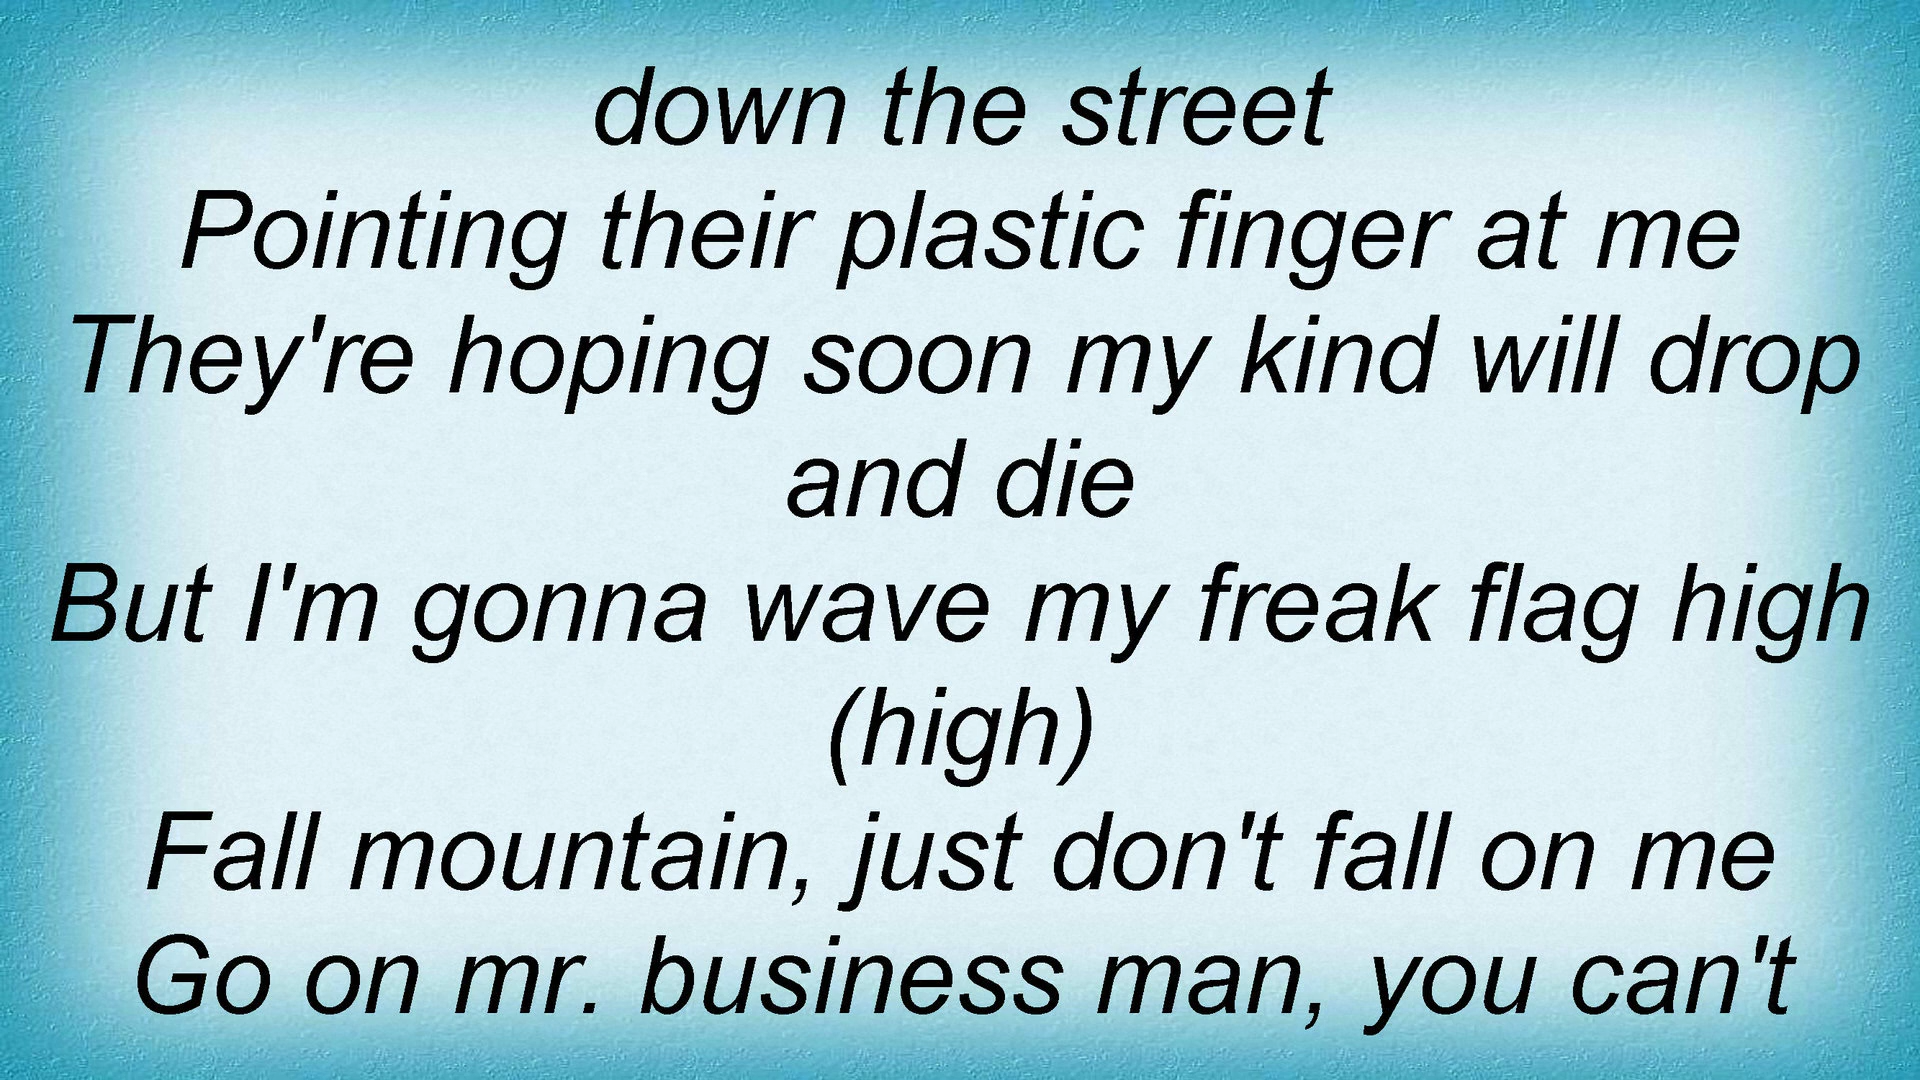 down the street
Pointing their plastic finger at me
They're hoping soon my kind will drop
and die
But I'm gonna wave my freak flag high
(high)
Fall mountain, just don't fall on me
Go on mr. business man, you can't